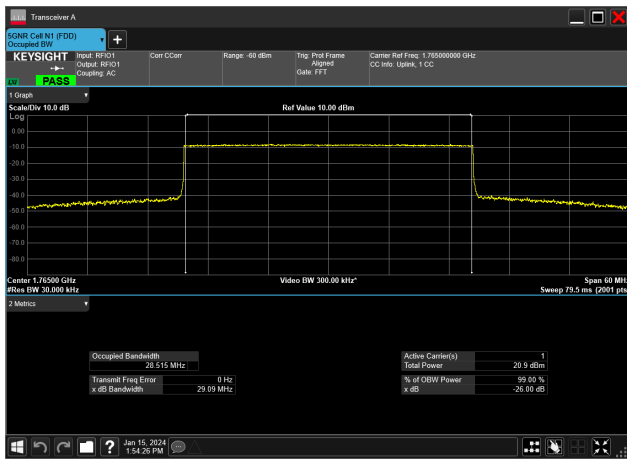 Transceiver A
5GNR Cell N1 (FDD)
Occupied BW
+
KEYSIGHT
Input: RFIO1
Output: RFIO1
Coupling: AC
Corr CCorr
Range: -60 dBm
Trig: Prot Frame
Aligned
Gate: FFT
Carrier Ref Freq: 1.765000000 GHz
CC Info: Uplink, 1 CC
PASS
1 Graph
Scale/Div 10.0 dB
Ref Value 10.00 dBm
Log
0.00
-10.0
-20.0
-30.0
-40.0
-50.0
-60.0
-70.0
-80.0
Center 1.76500 GHz
Video BW 300.00 kHz*
Span 60 MHz
#Res BW 30.000 kHz
Sweep 79.5 ms (2001 pts
2 Metrics
Occupied Bandwidth
28.515 MHz
Transmit Freq Error 0 Hz
x dB Bandwidth 29.09 MHz
Active Carrier(s) 1
Total Power 20.9 dBm
% of OBW Power 99.00 %
x dB -26.00 dB
?
Jan 15, 2024
1:54:26 PM